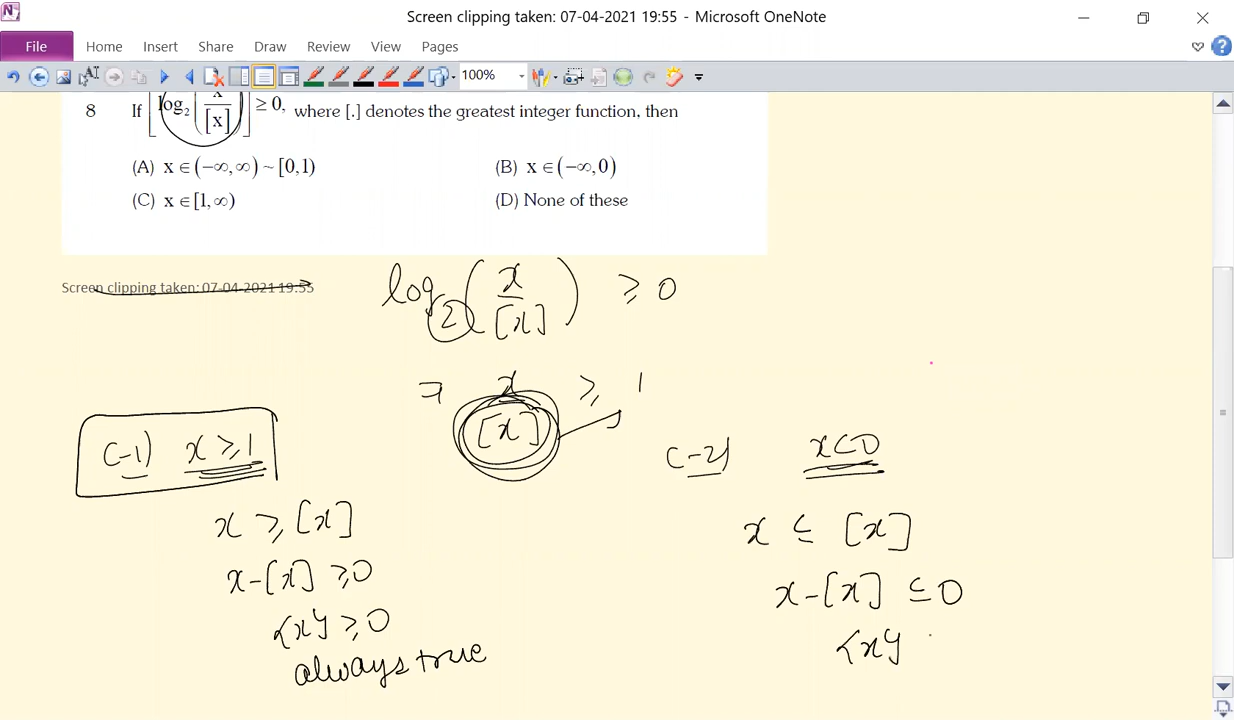 Screen clipping taken: 07-04-2021 19:55 - Microsoft OneNote
File Home Insert Share Draw Review View Pages
100%
8 If [log₂(x/[x])] ≥ 0, where [.] denotes the greatest integer function, then
(A) x ∈ (−∞, ∞) ~ [0,1) (B) x ∈ (−∞, 0)
(C) x ∈ [1, ∞) (D) None of these
Screen clipping taken: 07-04-2021 19:55
log₂(x/[x]) ≥ 0
⇒ x/[x] ≥ 1
C-1) x ≥ 1
x ≥ [x]
x-[x] ≥ 0
{x} ≥ 0
always true
C-2) x<0
x ≤ [x]
x-[x] ≤ 0
{x}